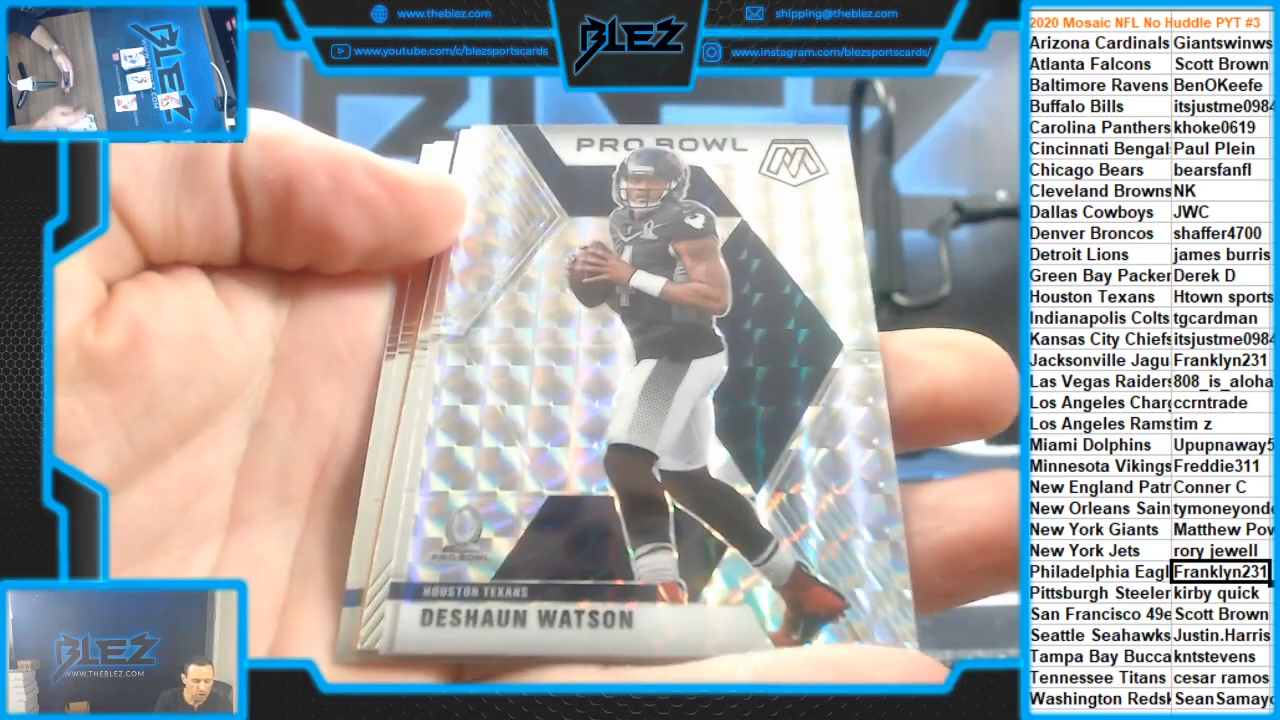 www.theblez.com
www.youtube.com/c/blezsportscards
BLEZ
shipping@theblez.com
www.instagram.com/blezsportscards/
BLEZ
PRO BOWL
M
PRO BOWL
HOUSTON TEXANS
DESHAUN WATSON
BLEZ
WWW.THEBLEZ.COM
2020 Mosaic NFL No Huddle PYT #3
Arizona Cardinals Giantswinws
Atlanta Falcons Scott Brown
Baltimore Ravens BenOKeefe
Buffalo Bills itsjustme0984
Carolina Panthers khoke0619
Cincinnati Bengal Paul Plein
Chicago Bears bearsfanfl
Cleveland Browns NK
Dallas Cowboys JWC
Denver Broncos shaffer4700
Detroit Lions james burris
Green Bay Packer Derek D
Houston Texans Htown sports
Indianapolis Colts tgcardman
Kansas City Chiefs itsjustme0984
Jacksonville Jagu Franklyn231
Las Vegas Raiders 808_is_aloha
Los Angeles Charg ccrntrade
Los Angeles Rams tim z
Miami Dolphins Upupnaway5
Minnesota Vikings Freddie311
New England Patr Conner C
New Orleans Sain tymoneyond
New York Giants Matthew Pov
New York Jets rory jewell
Philadelphia Eagl Franklyn231
Pittsburgh Steeler kirby quick
San Francisco 49e Scott Brown
Seattle Seahawks Justin.Harris
Tampa Bay Bucca kntstevens
Tennessee Titans cesar ramos
Washington Redsk SeanSamayo